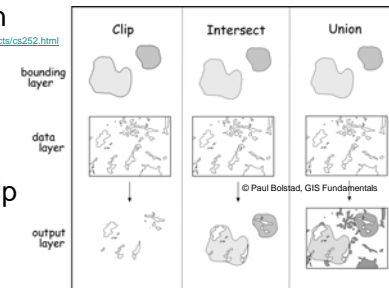 Clip Intersect Union
cts/cs252.html
bounding
layer
data
layer
© Paul Bolstad, GIS Fundamentals
output
layer